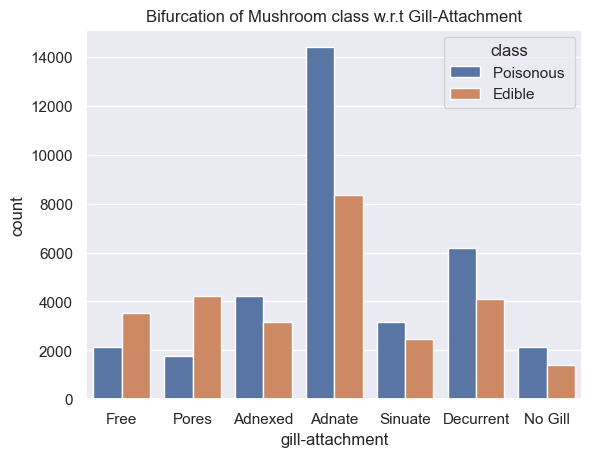 Bifurcation of Mushroom class w.r.t Gill-Attachment
class
Poisonous
Edible
14000
12000
10000
8000
6000
4000
2000
0
count
Free Pores Adnexed Adnate Sinuate Decurrent No Gill
gill-attachment